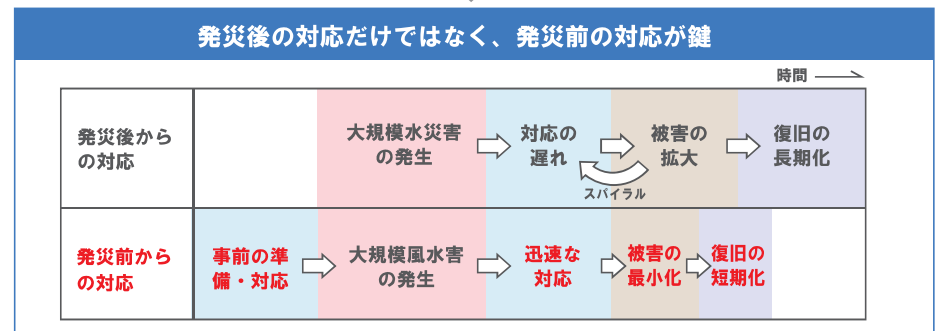 発災後の対応だけではなく、発災前の対応が鍵
時間
発災後から
の対応
大規模水災害
の発生
対応の
遅れ
被害の
拡大
復旧の
長期化
スパイラル
発災前から
の対応
事前の準
備・対応
大規模風水害
の発生
迅速な
対応
被害の
最小化
復旧の
短期化